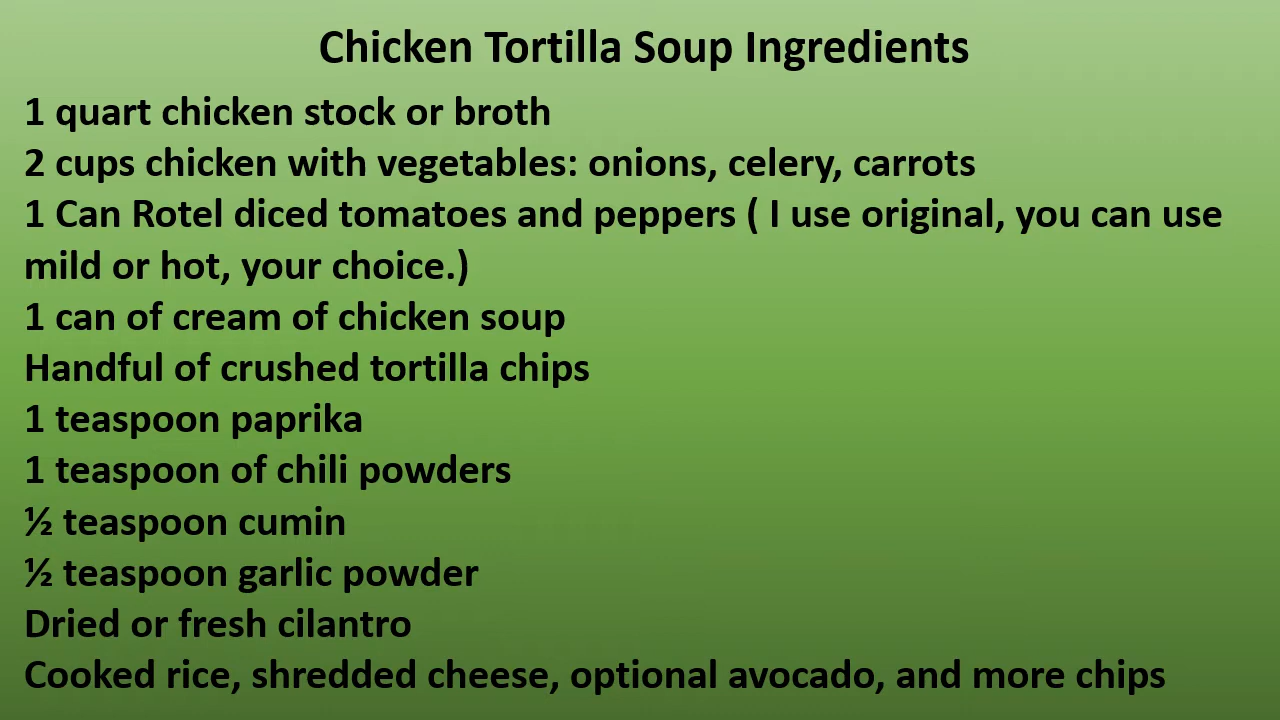 Chicken Tortilla Soup Ingredients
1 quart chicken stock or broth
2 cups chicken with vegetables: onions, celery, carrots
1 Can Rotel diced tomatoes and peppers ( I use original, you can use
mild or hot, your choice.)
1 can of cream of chicken soup
Handful of crushed tortilla chips
1 teaspoon paprika
1 teaspoon of chili powders
½ teaspoon cumin
½ teaspoon garlic powder
Dried or fresh cilantro
Cooked rice, shredded cheese, optional avocado, and more chips